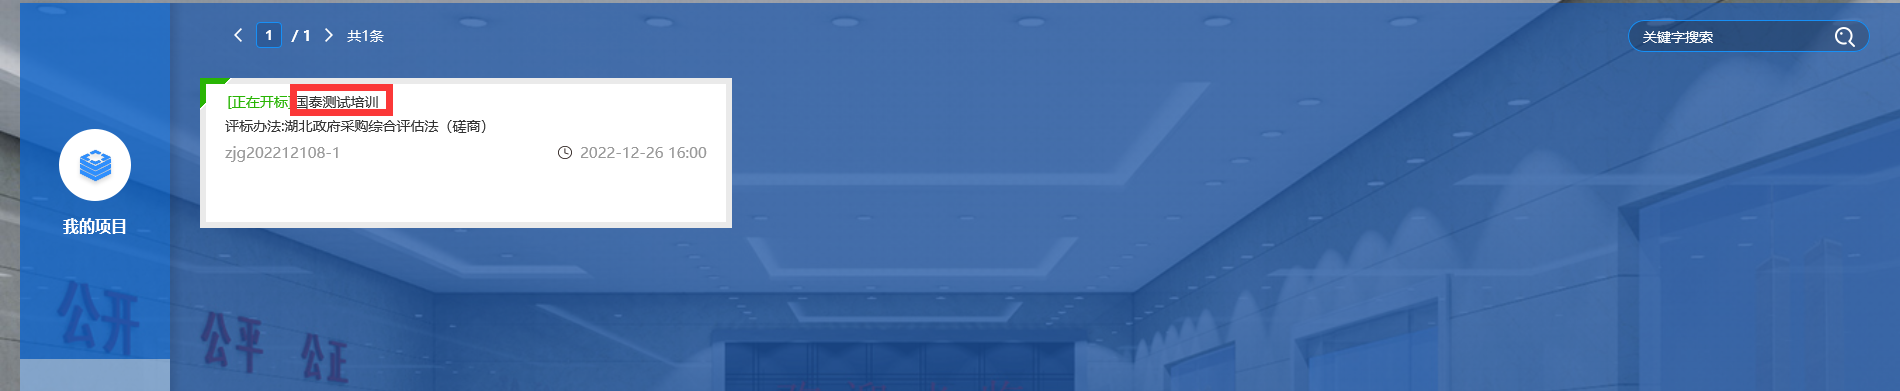 1 / 1 共1条
关键字搜索
[正在开标]国泰测试培训
评标办法:湖北政府采购综合评估法（磋商）
zjg202212108-1
2022-12-26 16:00
我的项目
公开
公平
公正